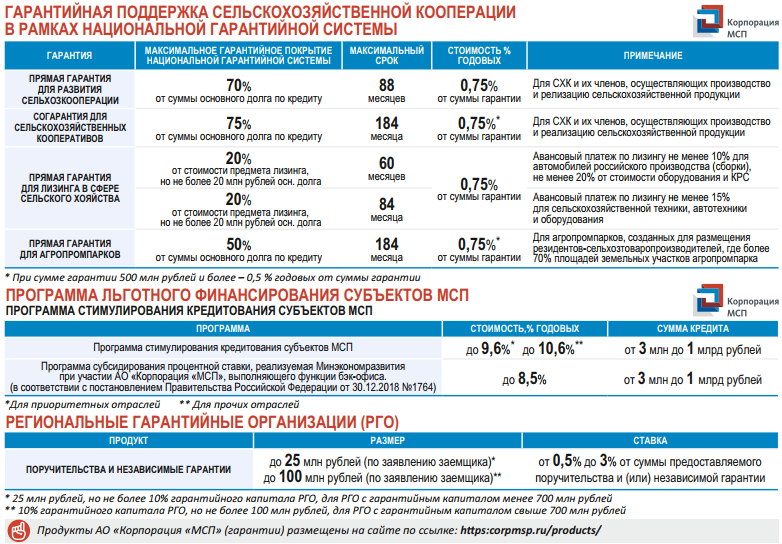 ГАРАНТИЙНАЯ ПОДДЕРЖКА СЕЛЬСКОХОЗЯЙСТВЕННОЙ КООПЕРАЦИИ
В РАМКАХ НАЦИОНАЛЬНОЙ ГАРАНТИЙНОЙ СИСТЕМЫ
Корпорация
МСП
ГАРАНТИЯ
МАКСИМАЛЬНОЕ ГАРАНТИЙНОЕ ПОКРЫТИЕ
НАЦИОНАЛЬНОЙ ГАРАНТИЙНОЙ СИСТЕМЫ
МАКСИМАЛЬНЫЙ
СРОК
СТОИМОСТЬ %
ГОДОВЫХ
ПРИМЕЧАНИЕ
ПРЯМАЯ ГАРАНТИЯ
ДЛЯ РАЗВИТИЯ
СЕЛЬХОЗКООПЕРАЦИИ
70%
от суммы основного долга по кредиту
88
месяцев
0,75%
от суммы гарантии
Для СХК и их членов, осуществляющих производство
и релизацию сельскохозяйственной продукции
СОГАРАНТИЯ ДЛЯ
СЕЛЬСКОХОЗЯЙСТВЕННЫХ
КООПЕРАТИВОВ
75%
от суммы основного долга по кредиту
184
месяца
0,75%*
от суммы гарантии
Для СХК и их членов, осуществляющих производство
и реализацию сельскохозяйственной продукции
ПРЯМАЯ ГАРАНТИЯ
ДЛЯ ЛИЗИНГА В СФЕРЕ
СЕЛЬСКОГО ХОЯЙСТВА
20%
от стоимости предмета лизинга,
но не более 20 млн рублей осн. долга
60
месяцев
0,75%
от суммы гарантии
Авансовый платеж по лизингу не менее 10% для
автомобилей российского производства (сборки),
не менее 20% от стоимости оборудования и КРС
20%
от стоимости предмета лизинга,
но не более 20 млн рублей осн. долга
84
месяца
Авансовый платеж по лизингу не менее 15%
для сельскохозяйственной техники, автотехники
и оборудования
ПРЯМАЯ ГАРАНТИЯ
ДЛЯ АГРОПРОМПАРКОВ
50%
от суммы основного долга по кредиту
184
месяца
0,75%*
от суммы гарантии
Для агропромпарков, созданных для размещения
резидентов-сельхозтоваропроизводителей, где более
70% площадей земельных участков агропромпарка
* При сумме гарантии 500 млн рублей и более – 0,5 % годовых от суммы гарантии
ПРОГРАММА ЛЬГОТНОГО ФИНАНСИРОВАНИЯ СУБЪЕКТОВ МСП
ПРОГРАММА СТИМУЛИРОВАНИЯ КРЕДИТОВАНИЯ СУБЪЕКТОВ МСП
Корпорация
МСП
ПРОГРАММА
СТОИМОСТЬ,% ГОДОВЫХ
СУММА КРЕДИТА
Программа стимулирования кредитования субъектов МСП
до 9,6%* до 10,6%**
от 3 млн до 1 млрд рублей
Программа субсидирования процентной ставки, реализуемая Минэкономразвития
при участии АО «Корпорация «МСП», выполняющего функции бэк-офиса.
(в соответствии с постановлением Правительства Российской Федерации от 30.12.2018 №1764)
до 8,5%
от 3 млн до 1 млрд рублей
*Для приоритетных отраслей ** Для прочих отраслей
РЕГИОНАЛЬНЫЕ ГАРАНТИЙНЫЕ ОРГАНИЗАЦИИ (РГО)
ПРОДУКТ
РАЗМЕР
СТАВКА
ПОРУЧИТЕЛЬСТВА И НЕЗАВИСИМЫЕ ГАРАНТИИ
до 25 млн рублей (по заявлению заемщика)*
до 100 млн рублей (по заявлению заемщика)**
от 0,5% до 3% от суммы предоставляемого
поручительства и (или) независимой гарантии
* 25 млн рублей, но не более 10% гарантийного капитала РГО, для РГО с гарантийным капиталом менее 700 млн рублей
** 10% гарантийного капитала РГО, но не более 100 млн рублей, для РГО с гарантийным капиталом свыше 700 млн рублей
Продукты АО «Корпорация «МСП» (гарантии) размещены на сайте по ссылке: https:corpmsp.ru/products/